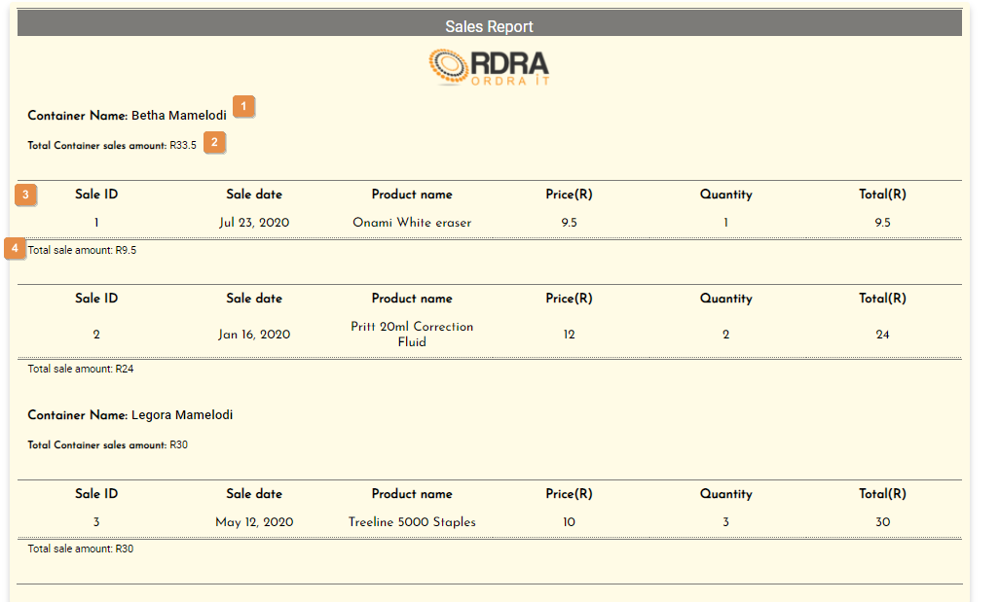 Sales Report
RDRA
ORDRA IT
Container Name: Betha Mamelodi 1
Total Container sales amount: R33.5 2
3 Sale ID Sale date Product name Price(R) Quantity Total(R)
1 Jul 23, 2020 Onami White eraser 9.5 1 9.5
4 Total sale amount: R9.5
Sale ID Sale date Product name Price(R) Quantity Total(R)
2 Jan 16, 2020 Pritt 20ml Correction 12 2 24
Fluid
Total sale amount: R24
Container Name: Legora Mamelodi
Total Container sales amount: R30
Sale ID Sale date Product name Price(R) Quantity Total(R)
3 May 12, 2020 Treeline 5000 Staples 10 3 30
Total sale amount: R30